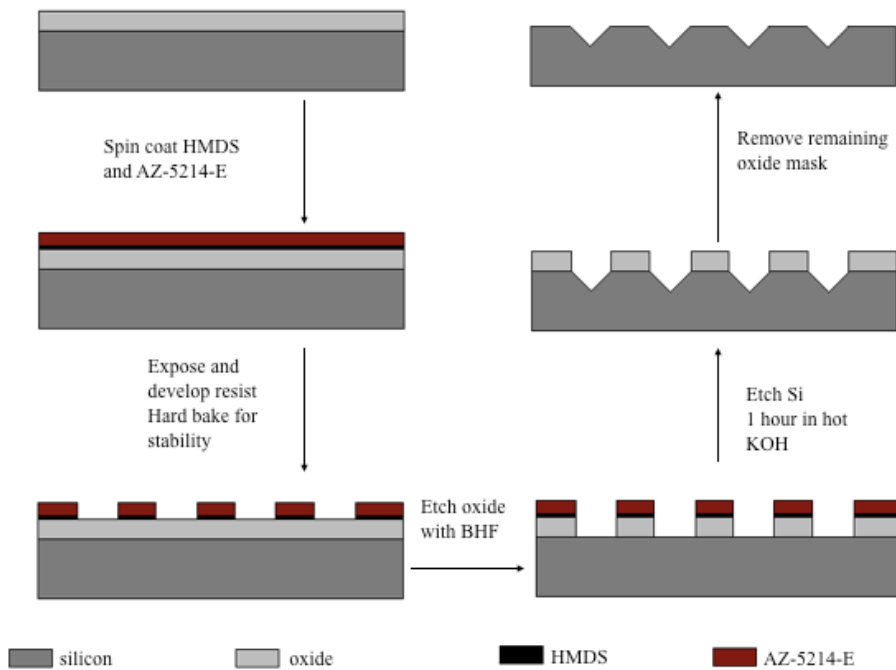 Spin coat HMDS
and AZ-5214-E
Expose and
develop resist
Hard bake for
stability
Etch oxide
with BHF
Etch Si
1 hour in hot
KOH
Remove remaining
oxide mask
silicon
oxide
HMDS
AZ-5214-E